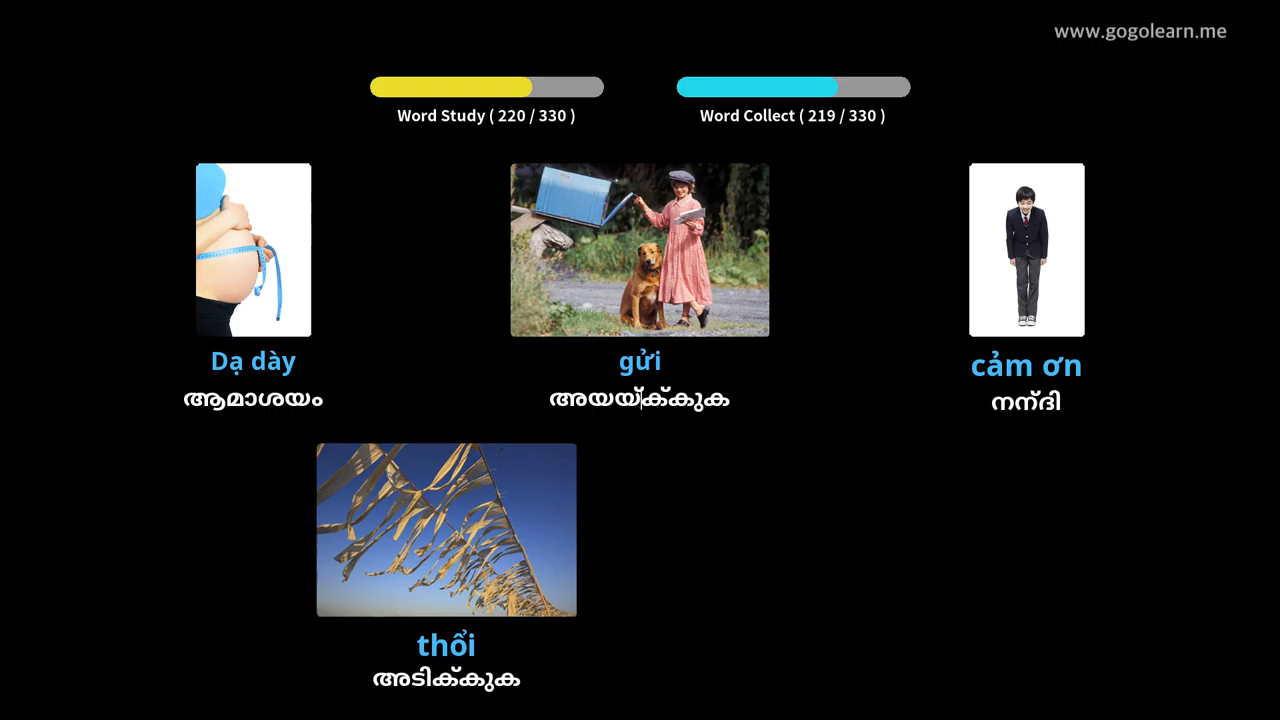 www.gogolearn.me
Word Study ( 220 / 330 )
Word Collect ( 219 / 330 )
Dạ dày
ആമാശയം
gửi
അയയ്ക്കുക
cảm ơn
നന്ദി
thổi
അടിക്കുക